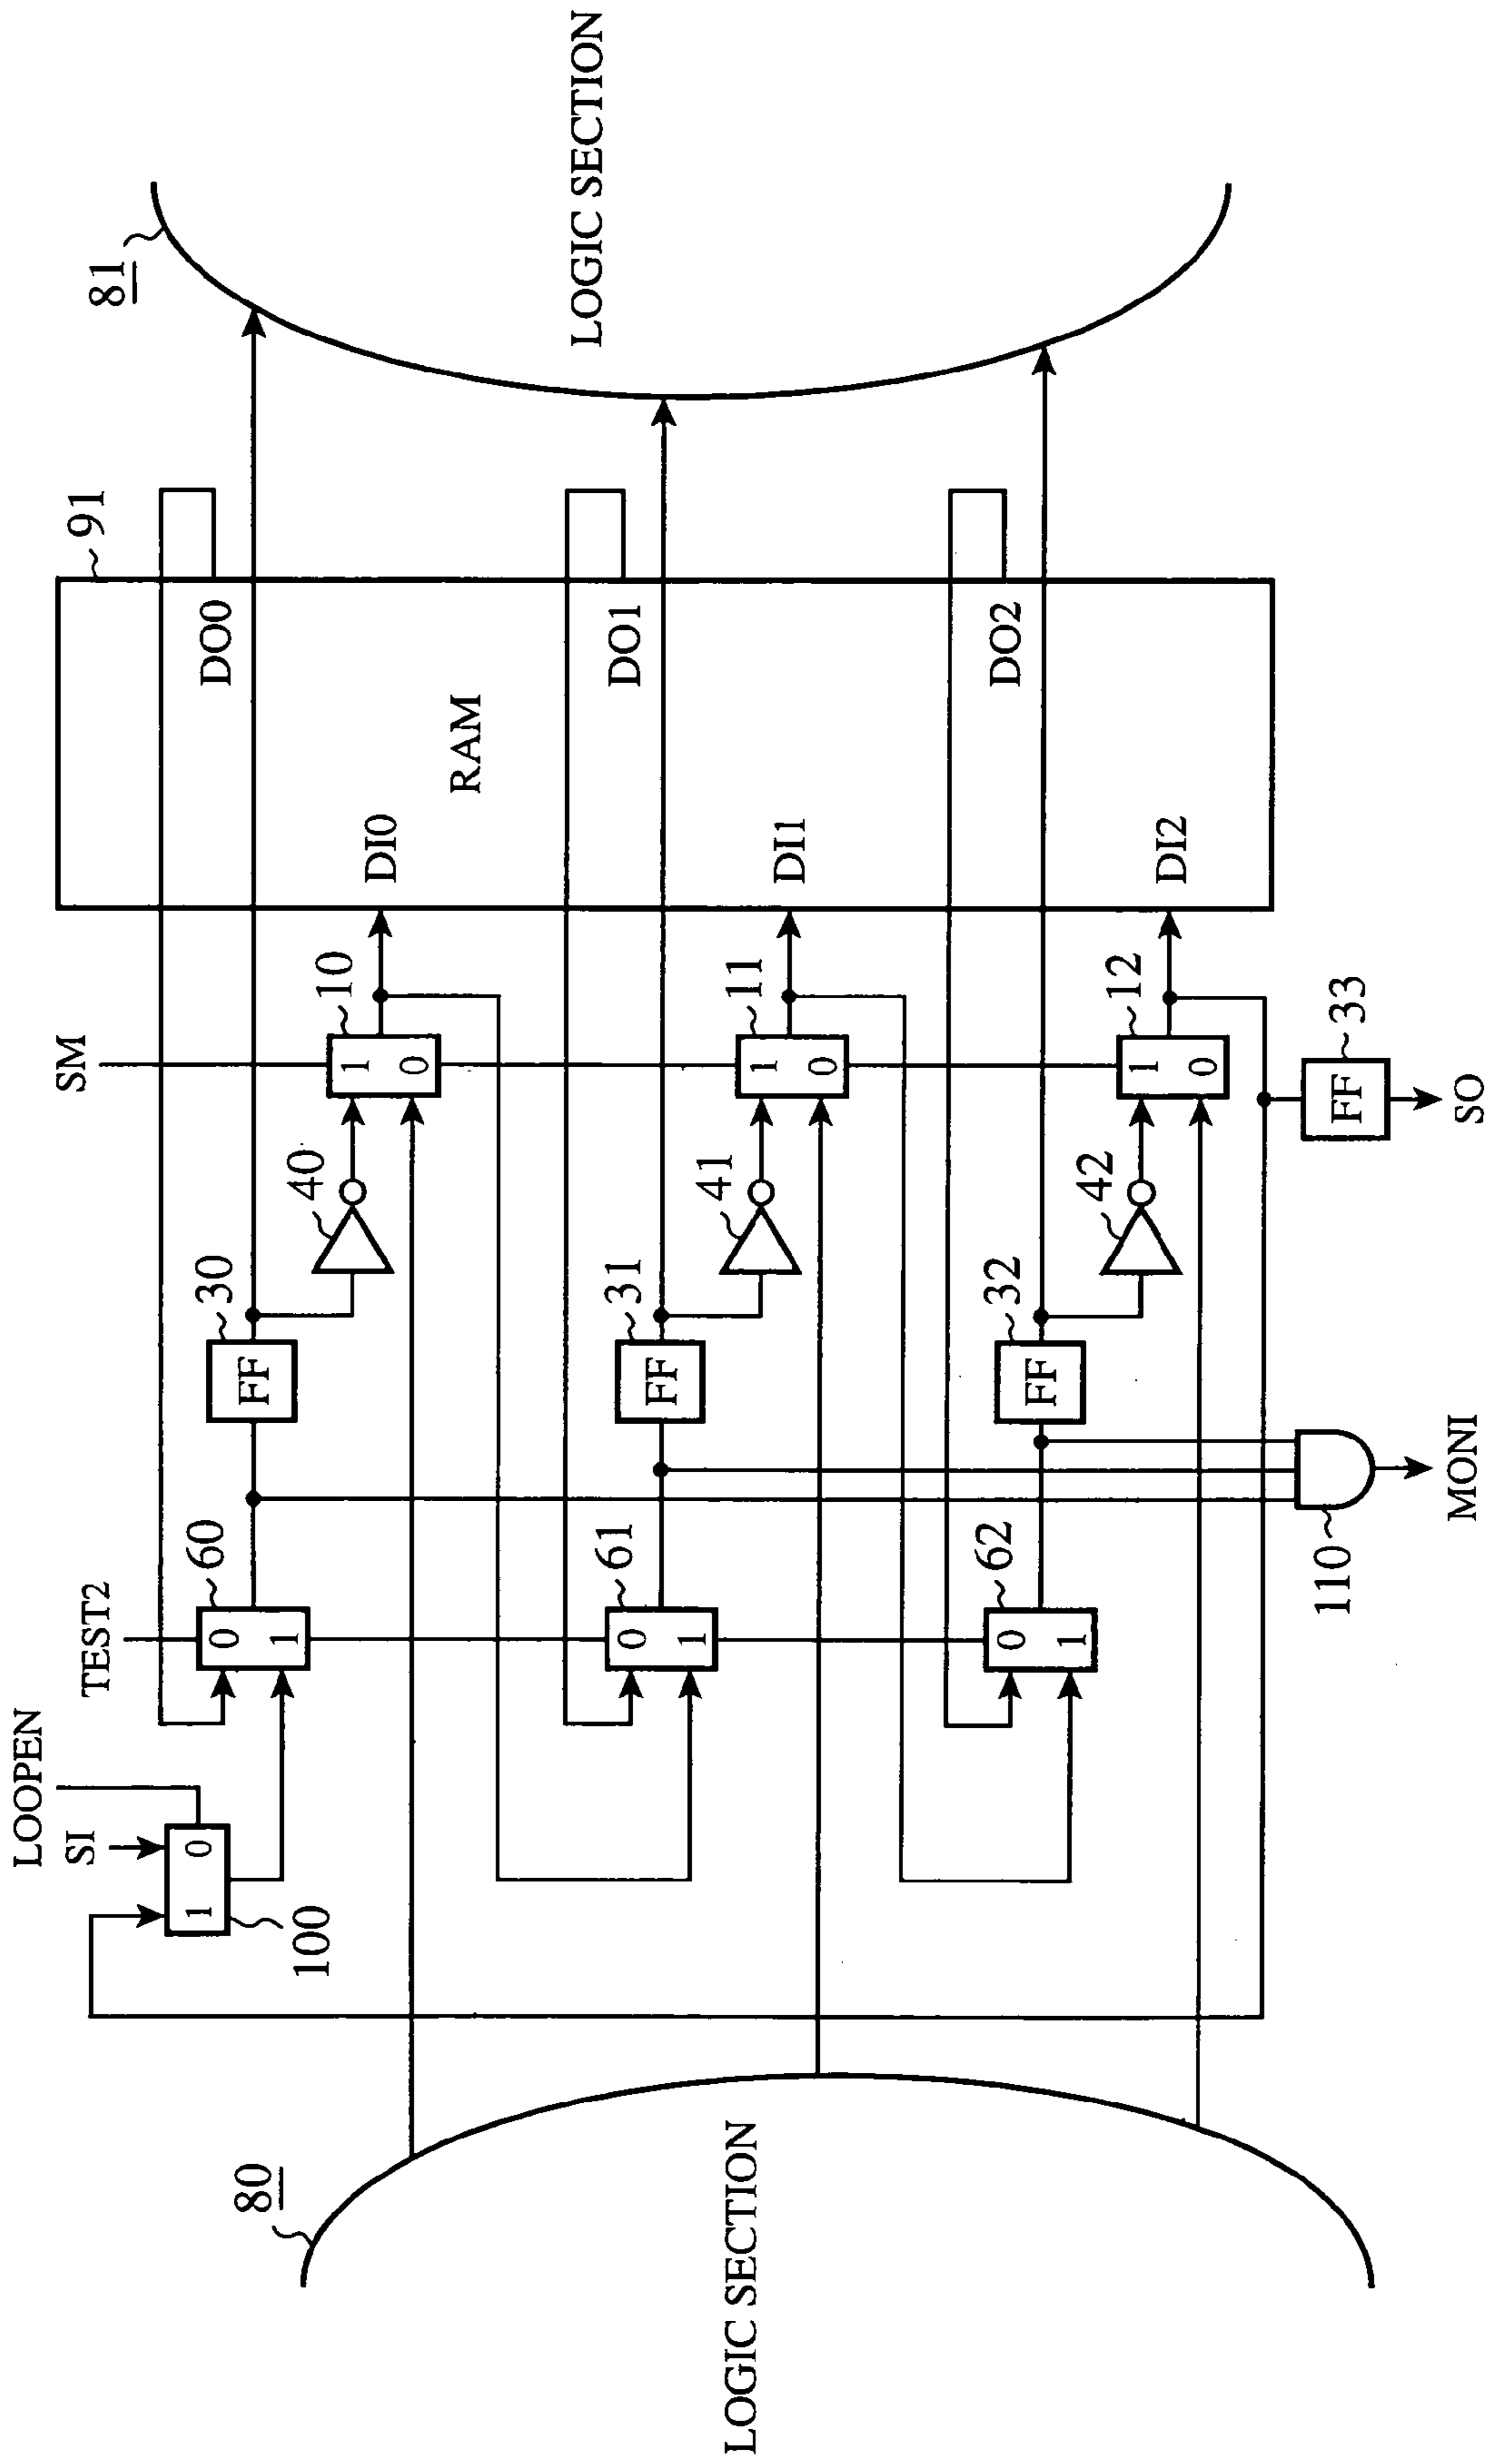 LOOPEN
SI
1 0
100
TEST2
60
0
1
30
FF
40
SM
10
1
0
DI0
DO0
91
RAM
81
LOGIC SECTION
80
LOGIC SECTION
61
0
1
31
FF
41
11
1
0
DI1
DO1
62
0
1
32
FF
42
12
1
0
DI2
DO2
110
MONI
FF
33
SO